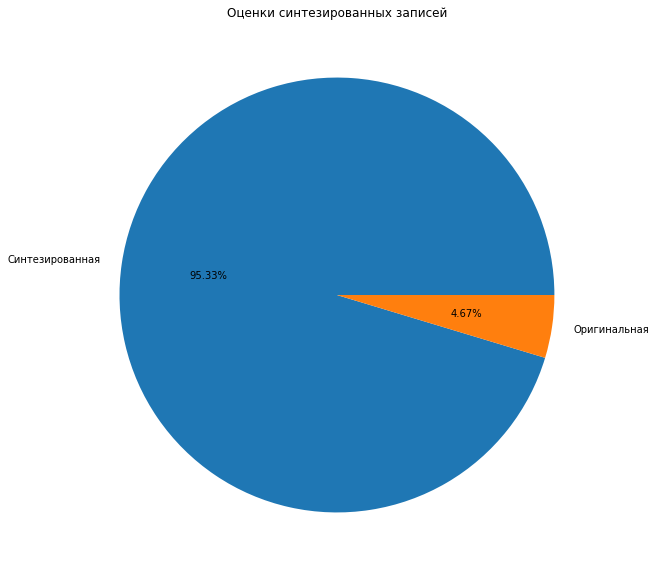 Оценки синтезированных записей
Синтезированная
95.33%
4.67%
Оригинальная